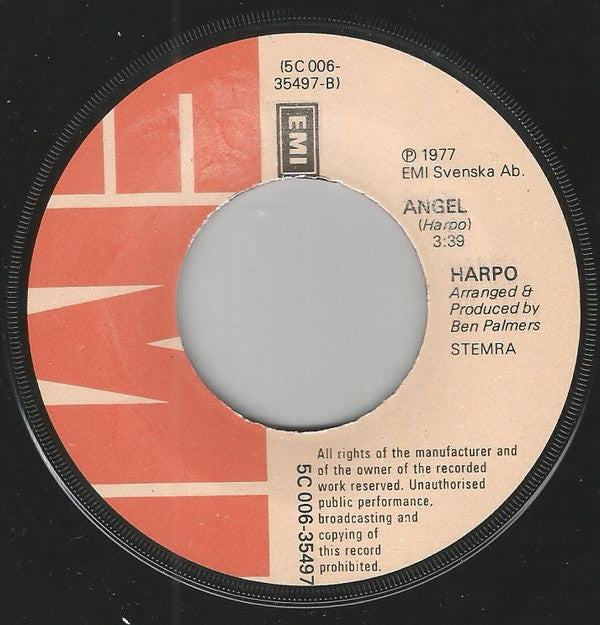 (5C 006-
35497-B)
EMI
℗ 1977
EMI Svenska Ab.
ANGEL
(Harpo)
3:39
HARPO
Arranged &
Produced by
Ben Palmers
STEMRA
All rights of the manufacturer and
of the owner of the recorded
work reserved. Unauthorised
public performance,
broadcasting and
copying of
this record
prohibited.
5C 006-35497
EMI